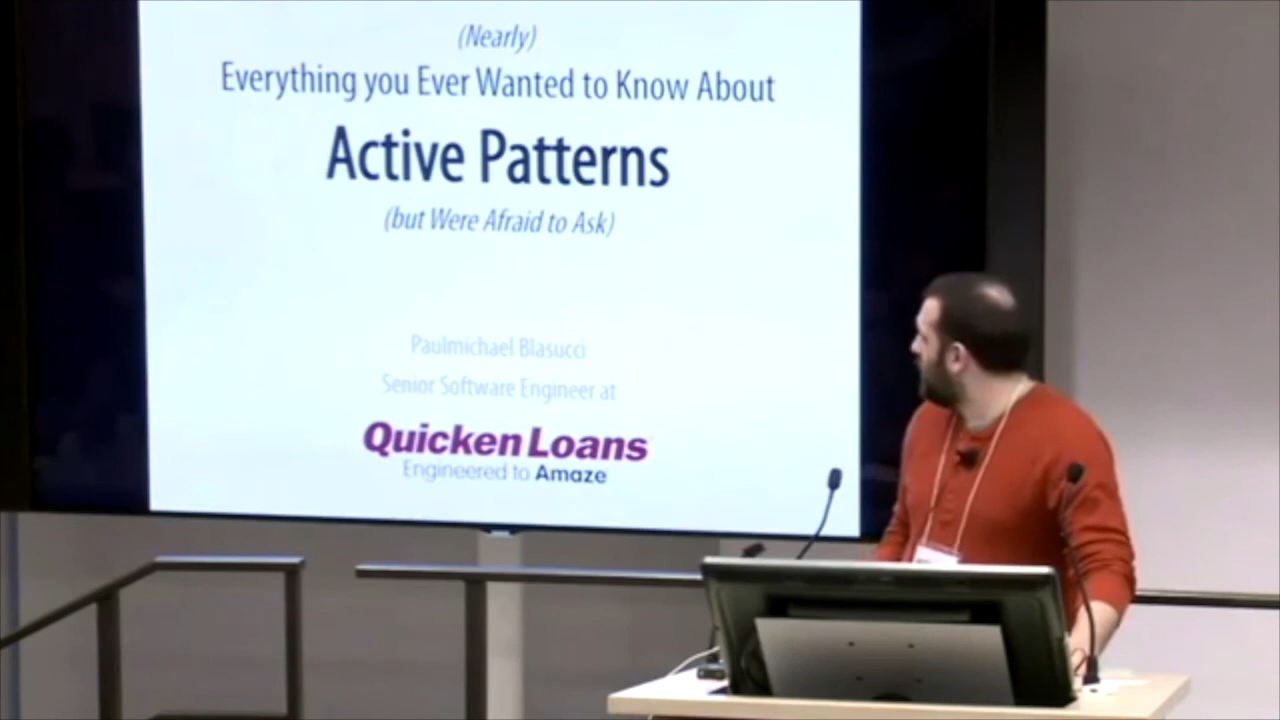 (Nearly)
Everything you Ever Wanted to Know About
Active Patterns
(but Were Afraid to Ask)
Paulmichael Blasucci
Senior Software Engineer at
Quicken Loans
Engineered to Amaze